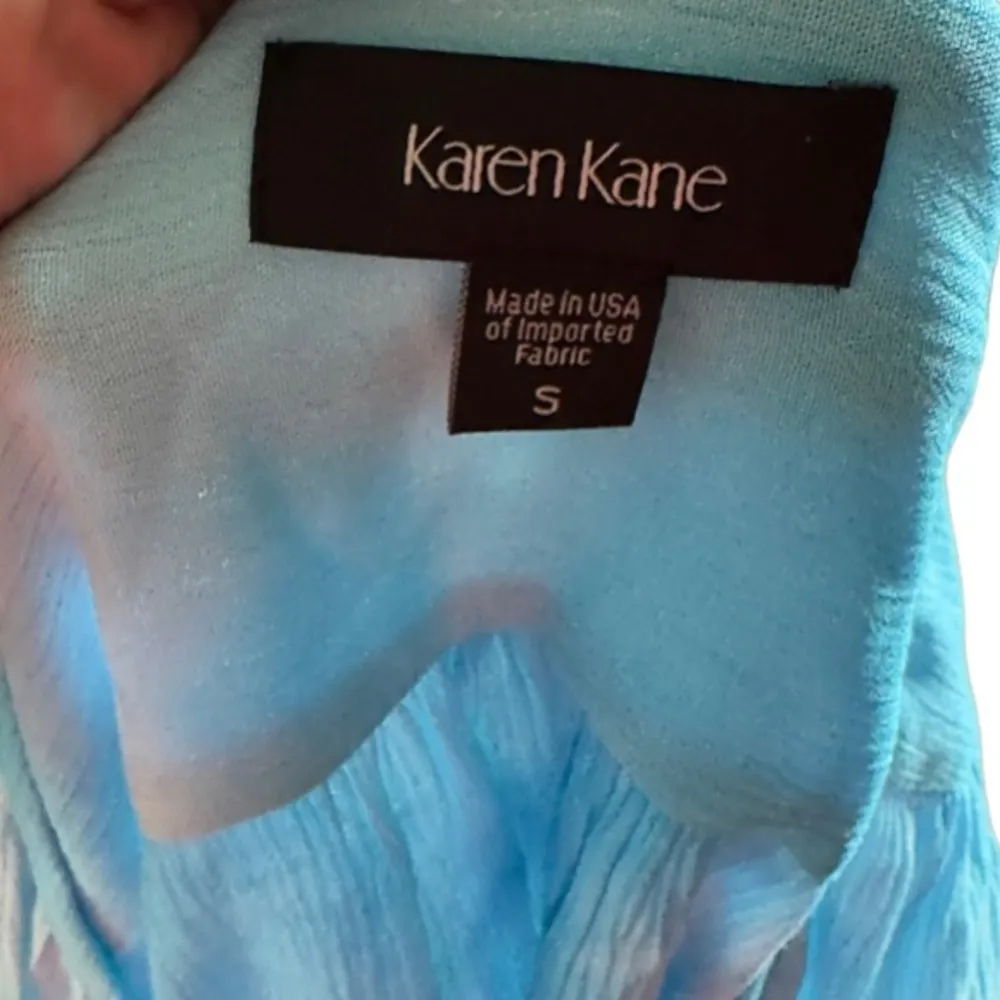 Karen Kane
Made in USA
of Imported
Fabric
S